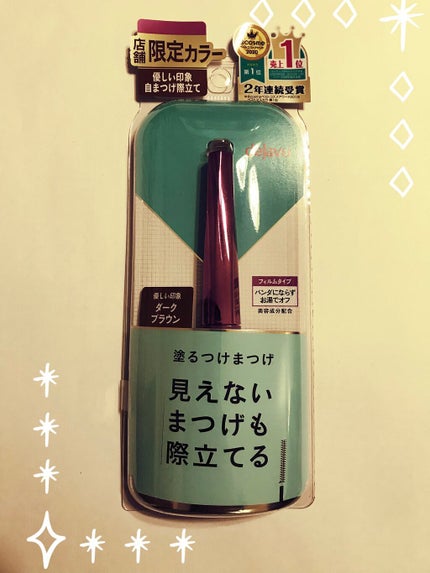 店舗
限定カラー
優しい印象
自まつげ際立て
@cosme
2020
第1位
1
売上1位
2年連続受賞
dejavu
優しい印象
ダーク
ブラウン
フィルムタイプ
パンダにならず
お湯でオフ
美容成分配合
塗るつけまつげ
見えない
まつげも
際立てる